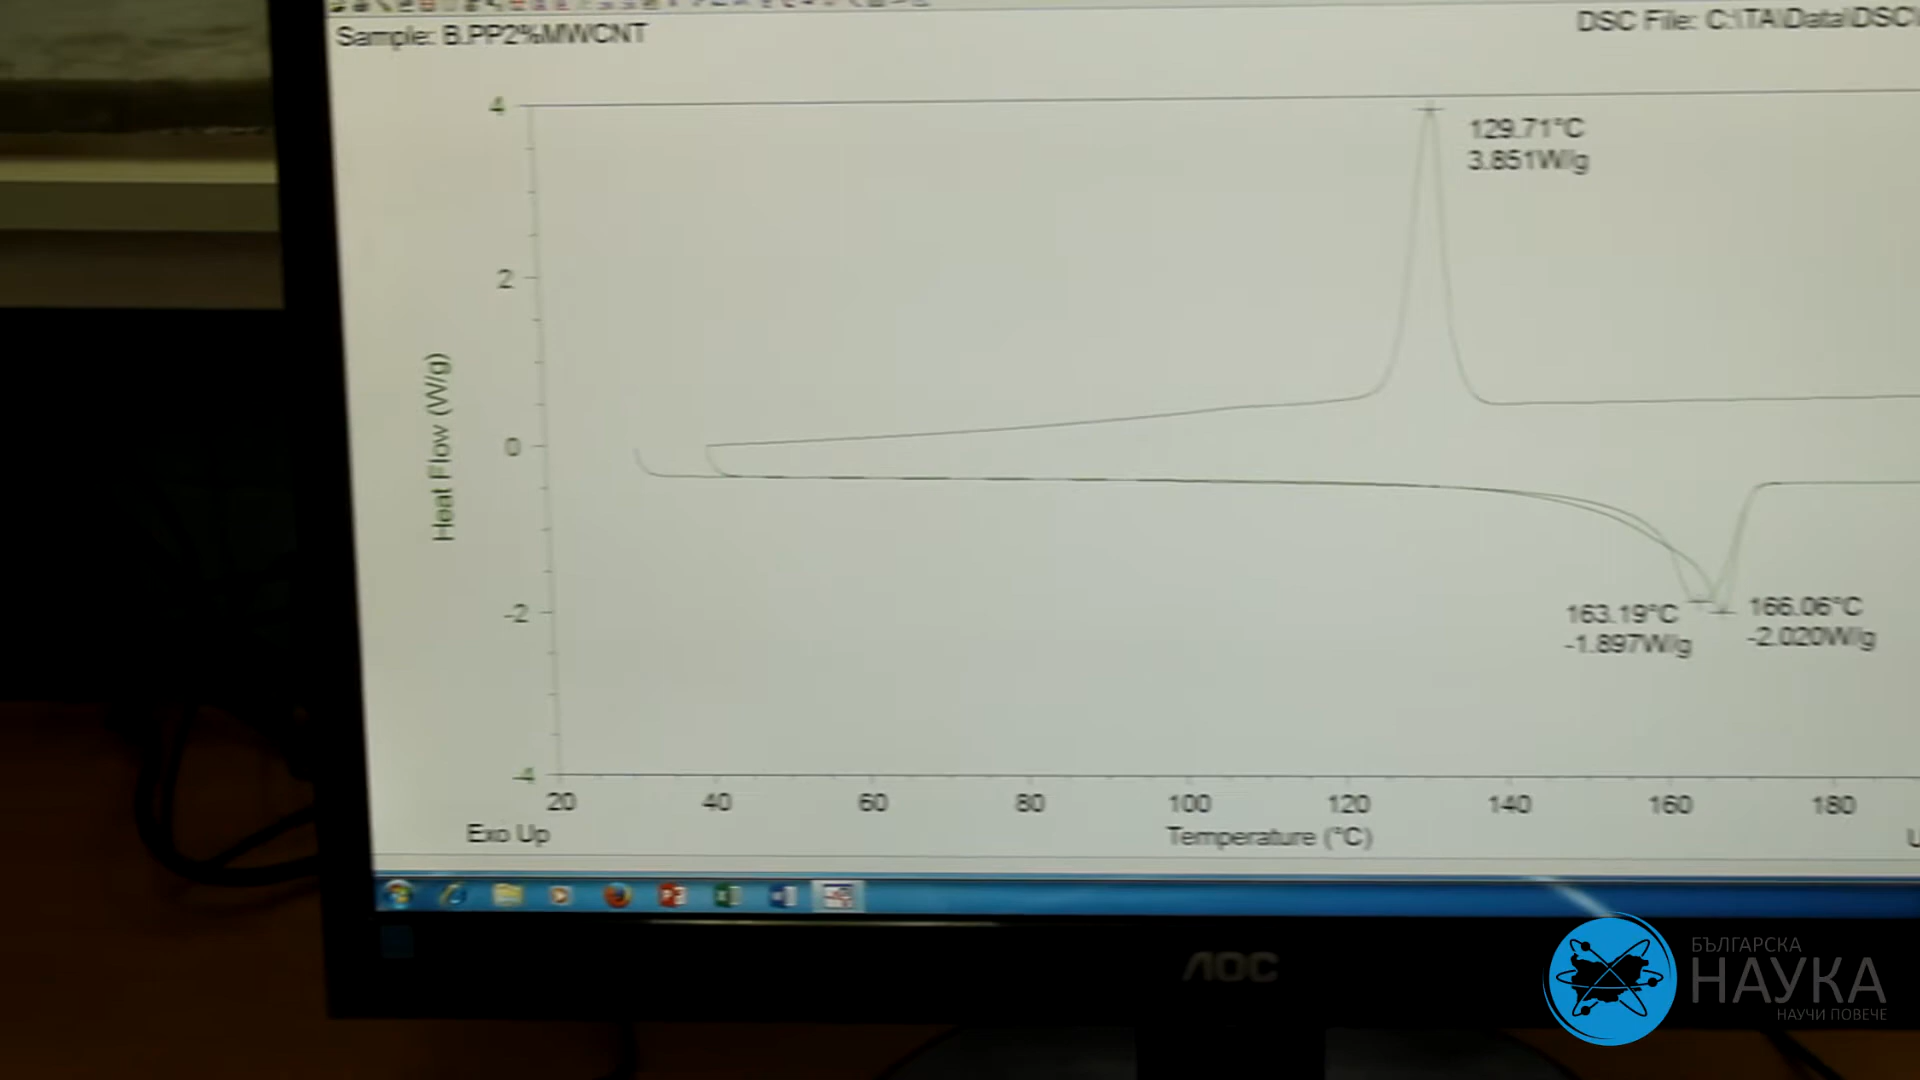 Sample: B.PP2%MWCNT
DSC File: C:\TA\Data\DSC\
4
129.71°C
3.851W/g
2
Heat Flow (W/g)
0
-2
163.19°C
-1.897W/g
166.06°C
-2.020W/g
-4
20 40 60 80 100 120 140 160 180
Exo Up
Temperature (°C)
U
AOC
БЪЛГАРСКА
НАУКА
НАУЧИ ПОВЕЧЕ